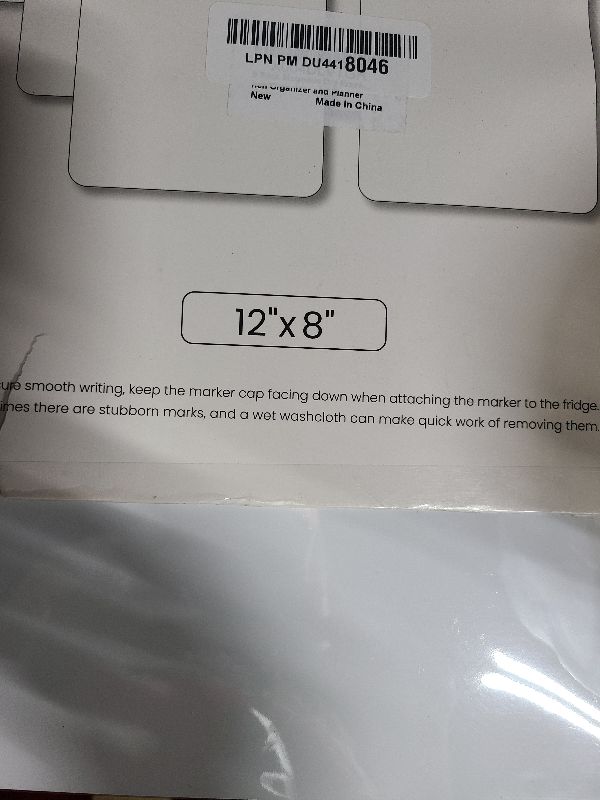 LPN PM DU4418046
Organizer and Planner
New Made in China
12"x 8"
smooth writing, keep the marker cap facing down when attaching the marker to the fridge.
there are stubborn marks, and a wet washcloth can make quick work of removing them.